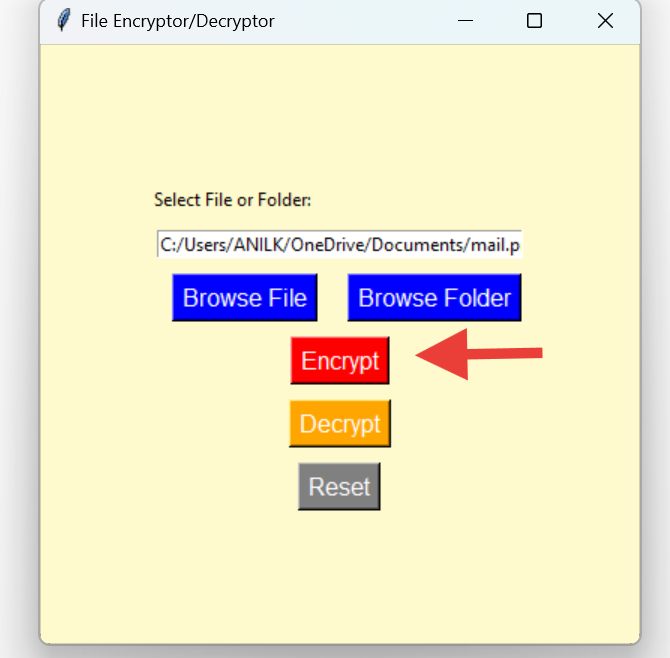 File Encryptor/Decryptor
Select File or Folder:
C:/Users/ANILK/OneDrive/Documents/mail.p
Browse File Browse Folder
Encrypt
Decrypt
Reset